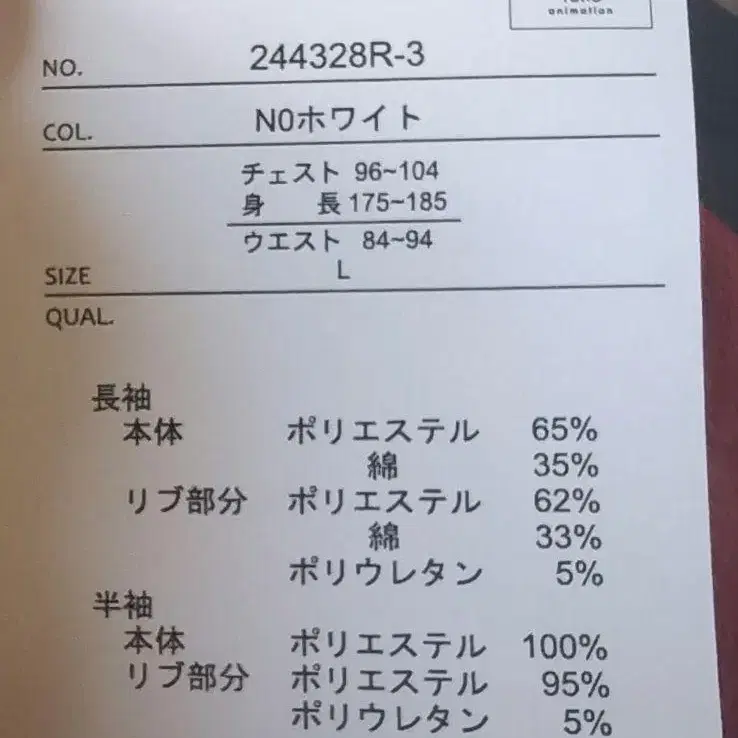 animation
NO. 244328R-3
COL. N0ホワイト
チェスト 96~104
身 長 175~185
ウエスト 84~94
SIZE L
QUAL.
長袖
本体 ポリエステル 65%
綿 35%
リブ部分 ポリエステル 62%
綿 33%
ポリウレタン 5%
半袖
本体 ポリエステル 100%
リブ部分 ポリエステル 95%
ポリウレタン 5%